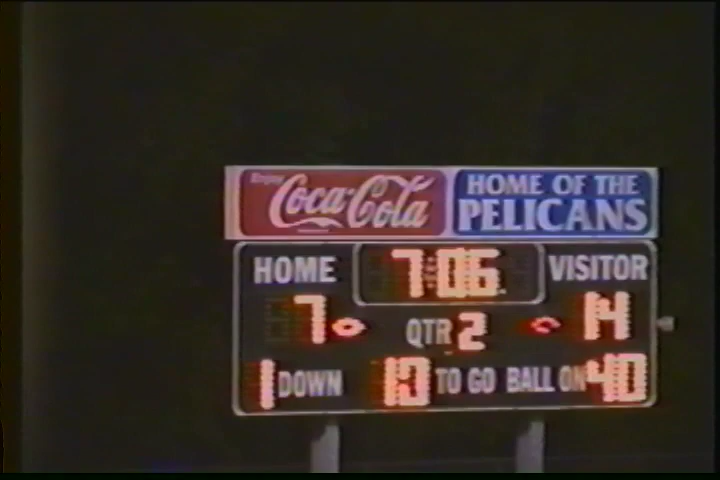 Enjoy
Coca-Cola
HOME OF THE
PELICANS
HOME 7:06 VISITOR
7 QTR 2 14
1 DOWN 10 TO GO BALL ON 40